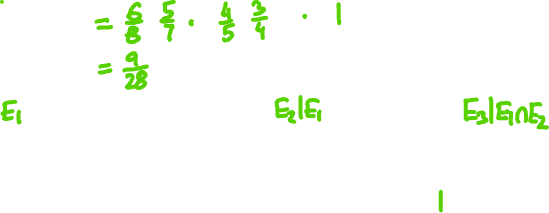 = 6/8 5/7 · 4/5 3/4 · 1
= 9/28
E₁ E₂|E₁ E₃|E₁∩E₂
1